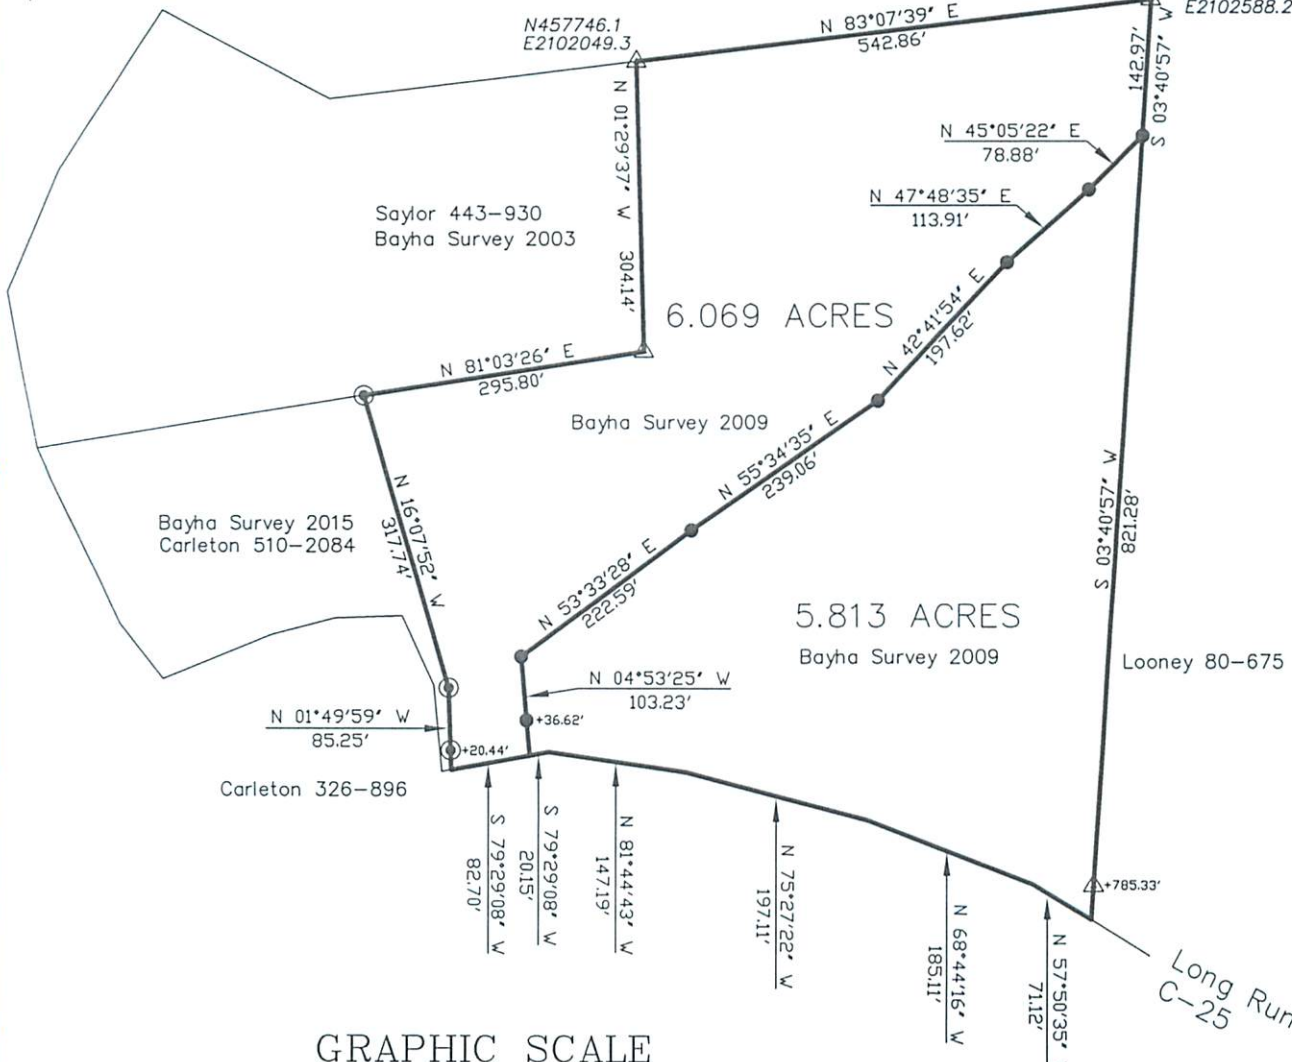 N457746.1
E2102049.3
N 83°07'39" E
542.86'
E2102588.2
142.97'
S 03°40'57" W
N 45°05'22" E
78.88'
N 47°48'35" E
113.91'
N 01°29'37" W 304.14'
Saylor 443-930
Bayha Survey 2003
6.069 ACRES
N 42°41'54" E
197.62'
N 81°03'26" E
295.80'
Bayha Survey 2009
N 55°34'35" E
239.06'
S 03°40'57" W
821.28'
N 16°07'52" W
317.74'
Bayha Survey 2015
Carleton 510-2084
N 53°33'28" E
222.59'
5.813 ACRES
Bayha Survey 2009
Looney 80-675
N 04°53'25" W
103.23'
N 01°49'59" W
85.25'
+36.62'
+20.44'
Carleton 326-896
S 79°29'08" W
82.70'
S 79°29'08" W
20.15'
N 81°44'43" W
147.19'
N 75°27'22" W
197.11'
N 68°44'16" W
185.11'
N 57°50'35"
71.12'
+785.33'
Long Run
C-25
GRAPHIC SCALE